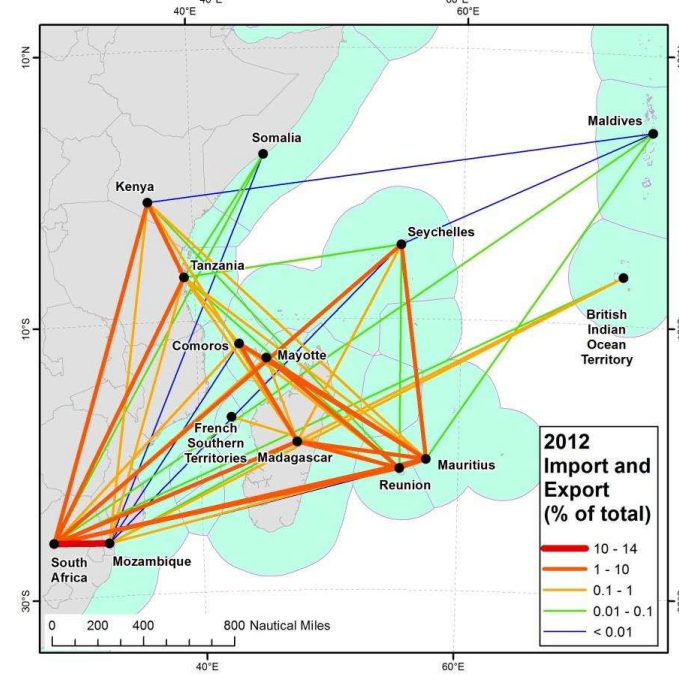 40°E
60°E
10°N
Maldives
Somalia
Kenya
Seychelles
Tanzania
British
Indian
Ocean
Territory
10°S
Comoros
Mayotte
French
Southern
Territories
Madagascar
Mauritius
Reunion
2012
Import and
Export
(% of total)
10 - 14
1 - 10
0.1 - 1
0.01 - 0.1
< 0.01
South
Africa
Mozambique
30°S
0 200 400 800 Nautical Miles
40°E
60°E